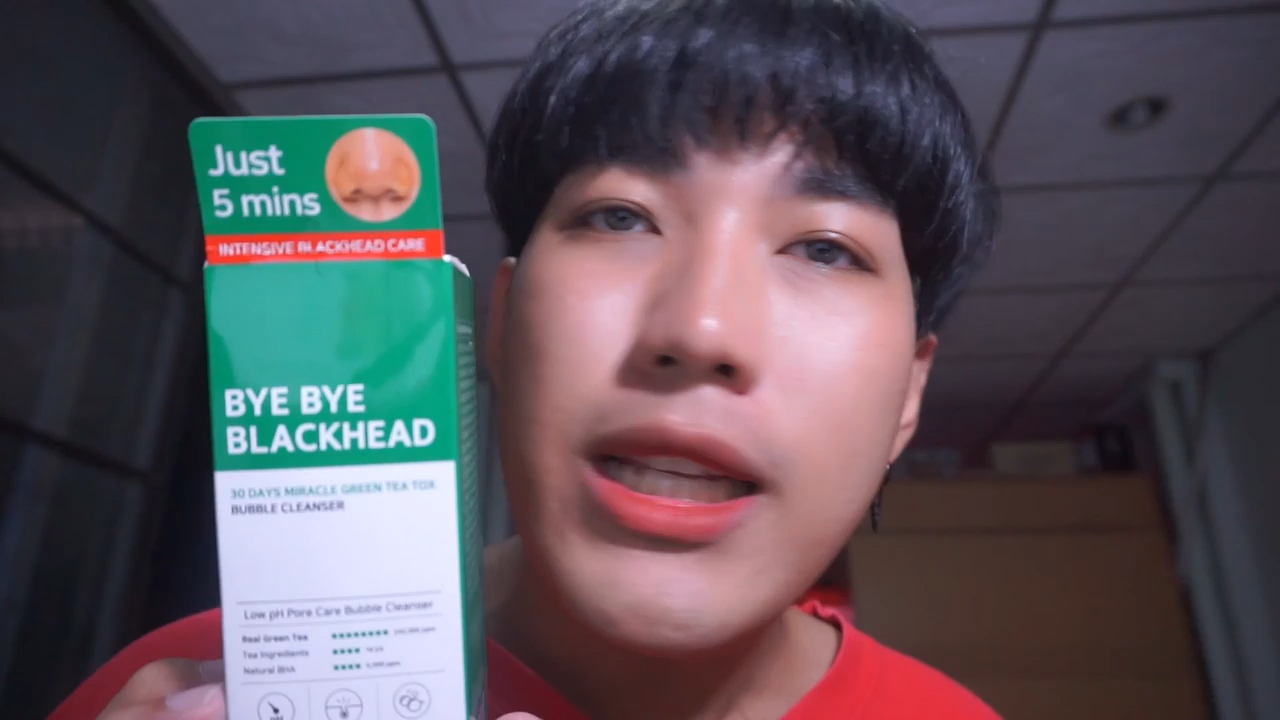 Just
5 mins
INTENSIVE BLACKHEAD CARE
BYE BYE
BLACKHEAD
30 DAYS MIRACLE GREEN TEA TOX
BUBBLE CLEANSER
Low pH Pore Care Bubble Cleanser
Real Green Tea
Tea Ingredients
Natural BHA
pH